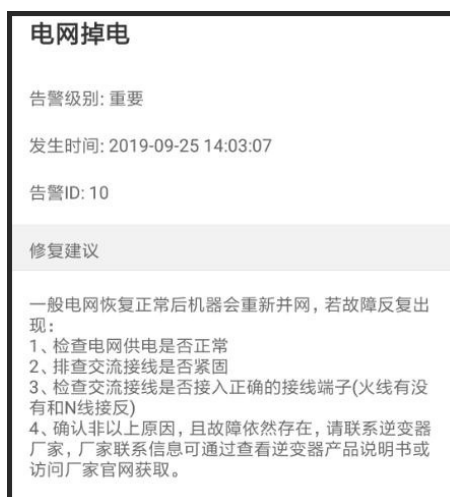 电网掉电
告警级别: 重要
发生时间: 2019-09-25 14:03:07
告警ID: 10
修复建议
一般电网恢复正常后机器会重新并网，若故障反复出
现：
1、检查电网供电是否正常
2、排查交流接线是否紧固
3、检查交流接线是否接入正确的接线端子(火线有没
有和N线接反)
4、确认非以上原因，且故障依然存在，请联系逆变器
厂家，厂家联系信息可通过查看逆变器产品说明书或
访问厂家官网获取。